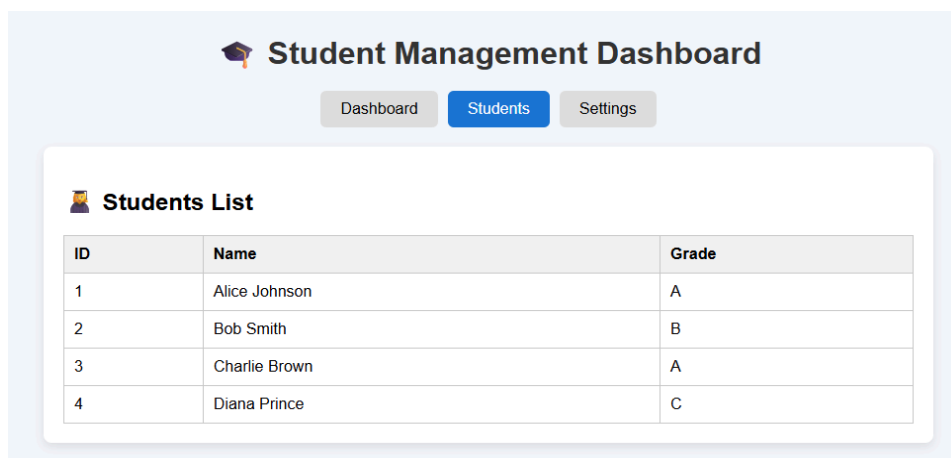 Student Management Dashboard
Dashboard Students Settings
Students List
ID Name Grade
1 Alice Johnson A
2 Bob Smith B
3 Charlie Brown A
4 Diana Prince C